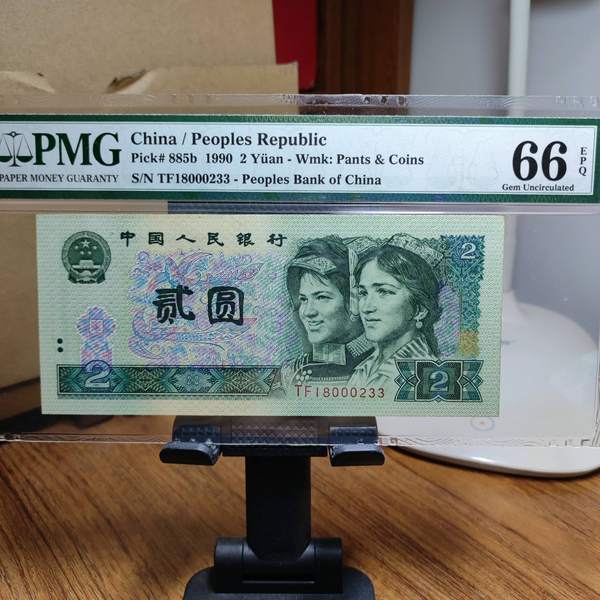 PMG
PAPER MONEY GUARANTY
China / Peoples Republic
Pick# 885b 1990 2 Yüan - Wmk: Pants & Coins
S/N TF18000233 - Peoples Bank of China
66
EPQ
Gem Uncirculated
中国人民银行
2
贰圆
2
TF18000233
2